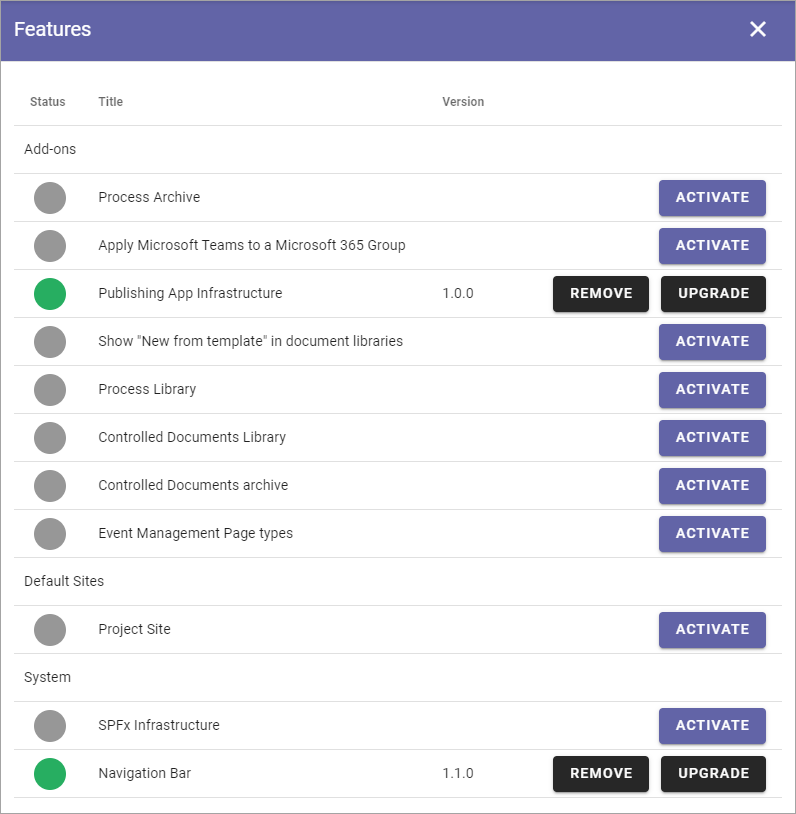 Features
Status Title Version
Add-ons
Process Archive ACTIVATE
Apply Microsoft Teams to a Microsoft 365 Group ACTIVATE
Publishing App Infrastructure 1.0.0 REMOVE UPGRADE
Show "New from template" in document libraries ACTIVATE
Process Library ACTIVATE
Controlled Documents Library ACTIVATE
Controlled Documents archive ACTIVATE
Event Management Page types ACTIVATE
Default Sites
Project Site ACTIVATE
System
SPFx Infrastructure ACTIVATE
Navigation Bar 1.1.0 REMOVE UPGRADE